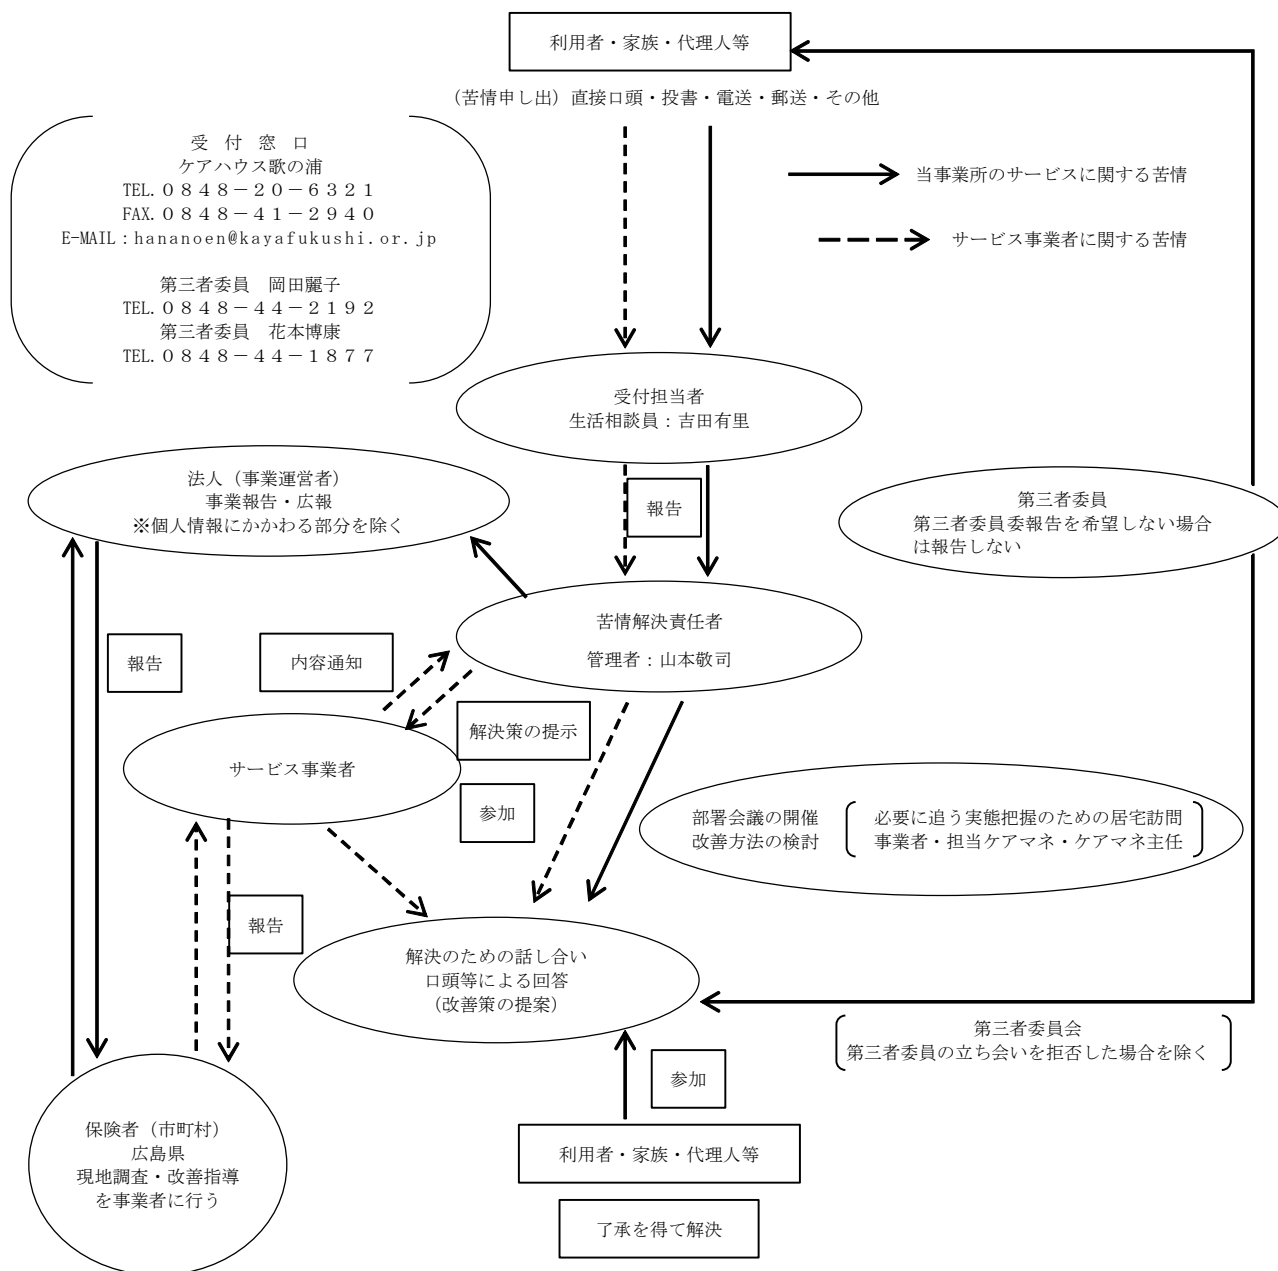 利用者・家族・代理人等
(苦情申し出）直接口頭・投書・電送・郵送・その他
受　付　窓　口
ケアハウス歌の浦
TEL.０８４８－２０－６３２１
FAX.０８４８－４１－２９４０
E-MAIL：hananoen@kayafukushi.or.jp
第三者委員　岡田麗子
TEL.０８４８－４４－２１９２
第三者委員　花本博康
TEL.０８４８－４４－１８７７
当事業所のサービスに関する苦情
サービス事業者に関する苦情
受付担当者
生活相談員：吉田有里
法人（事業運営者）
事業報告・広報
※個人情報にかかわる部分を除く
報告
第三者委員
第三者委員委報告を希望しない場合
は報告しない
苦情解決責任者
管理者：山本敬司
報告
内容通知
解決策の提示
サービス事業者
参加
部署会議の開催
改善方法の検討
必要に追う実態把握のための居宅訪問
事業者・担当ケアマネ・ケアマネ主任
報告
解決のための話し合い
口頭等による回答
（改善策の提案）
第三者委員会
第三者委員の立ち会いを拒否した場合を除く
参加
保険者（市町村）
広島県
現地調査・改善指導
を事業者に行う
利用者・家族・代理人等
了承を得て解決